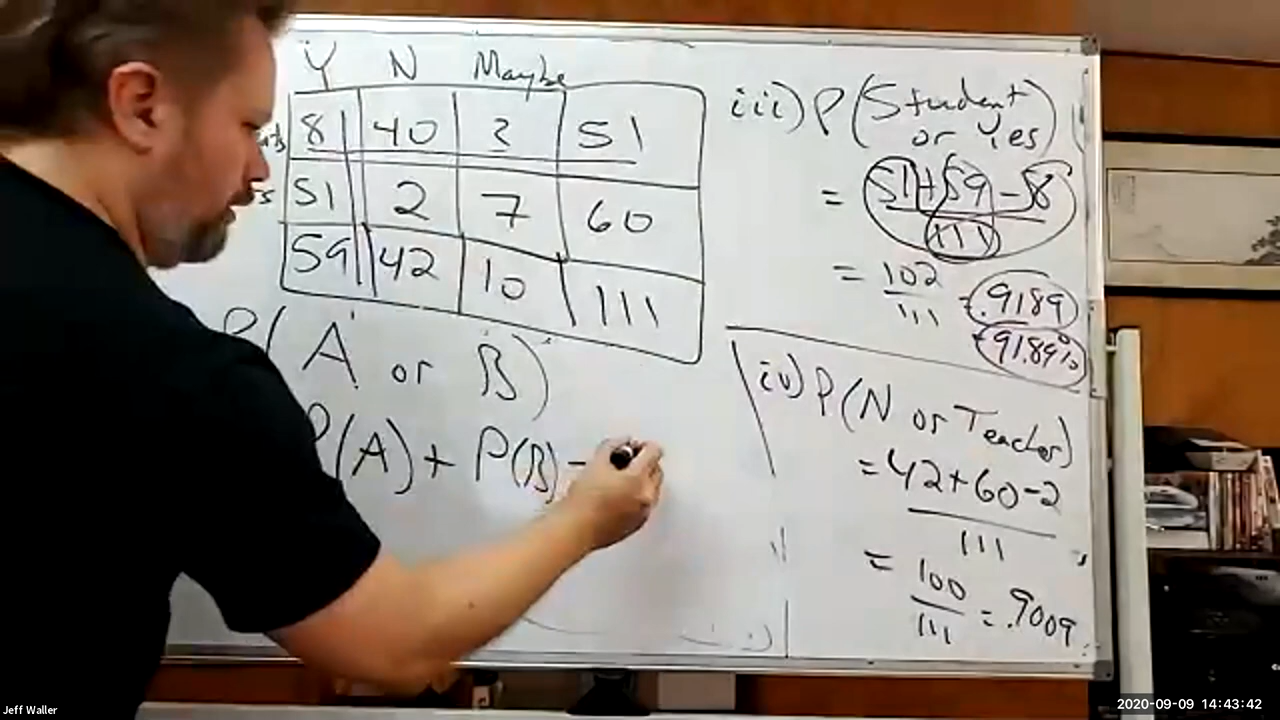 Y N Maybe
8 40 3 51
51 2 7 60
59 42 10 111
P(A or B)
P(A) + P(B) -
iii) P(Student
or Yes)
= 51+59-8
111
= 102
111 = .9189
= 91.89%
iv) P(N or Teacher)
= 42+60-2
111
= 100
111 = .9009
Jeff Waller
2020-09-09 14:43:42